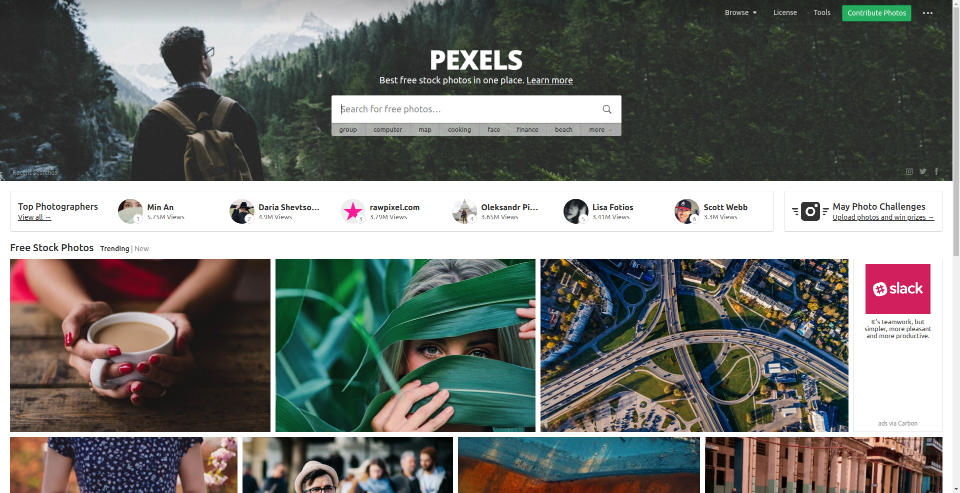 Browse License Tools Contribute Photos
PEXELS
Best free stock photos in one place. Learn more
Search for free photos...
group computer map cooking face finance beach more →
Recent Searches
Top Photographers
View all →
Min An
5.75M Views
Daria Shevtso...
4.9M Views
rawpixel.com
3.79M Views
Oleksandr Pi...
3.65M Views
Lisa Fotios
3.41M Views
Scott Webb
3.3M Views
May Photo Challenges
Upload photos and win prizes →
Free Stock Photos Trending | New
slack
It's teamwork, but
simpler, more pleasant
and more productive.
ads via Carbon